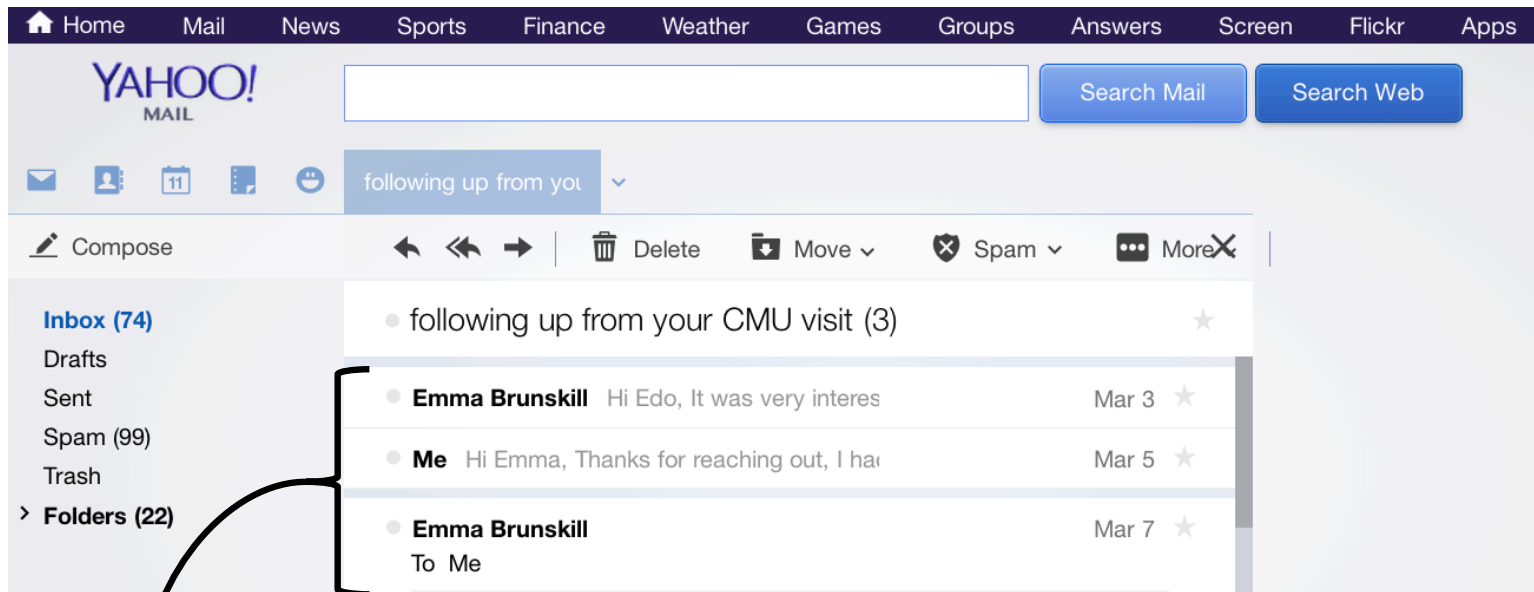 Home Mail News Sports Finance Weather Games Groups Answers Screen Flickr Apps
YAHOO!
MAIL
Search Mail Search Web
11 following up from you
Compose Delete Move Spam More
Inbox (74)
following up from your CMU visit (3)
Drafts
Sent
Emma Brunskill Hi Edo, It was very interes Mar 3
Spam (99)
Me Hi Emma, Thanks for reaching out, I had Mar 5
Trash
Folders (22)
Emma Brunskill Mar 7
To Me